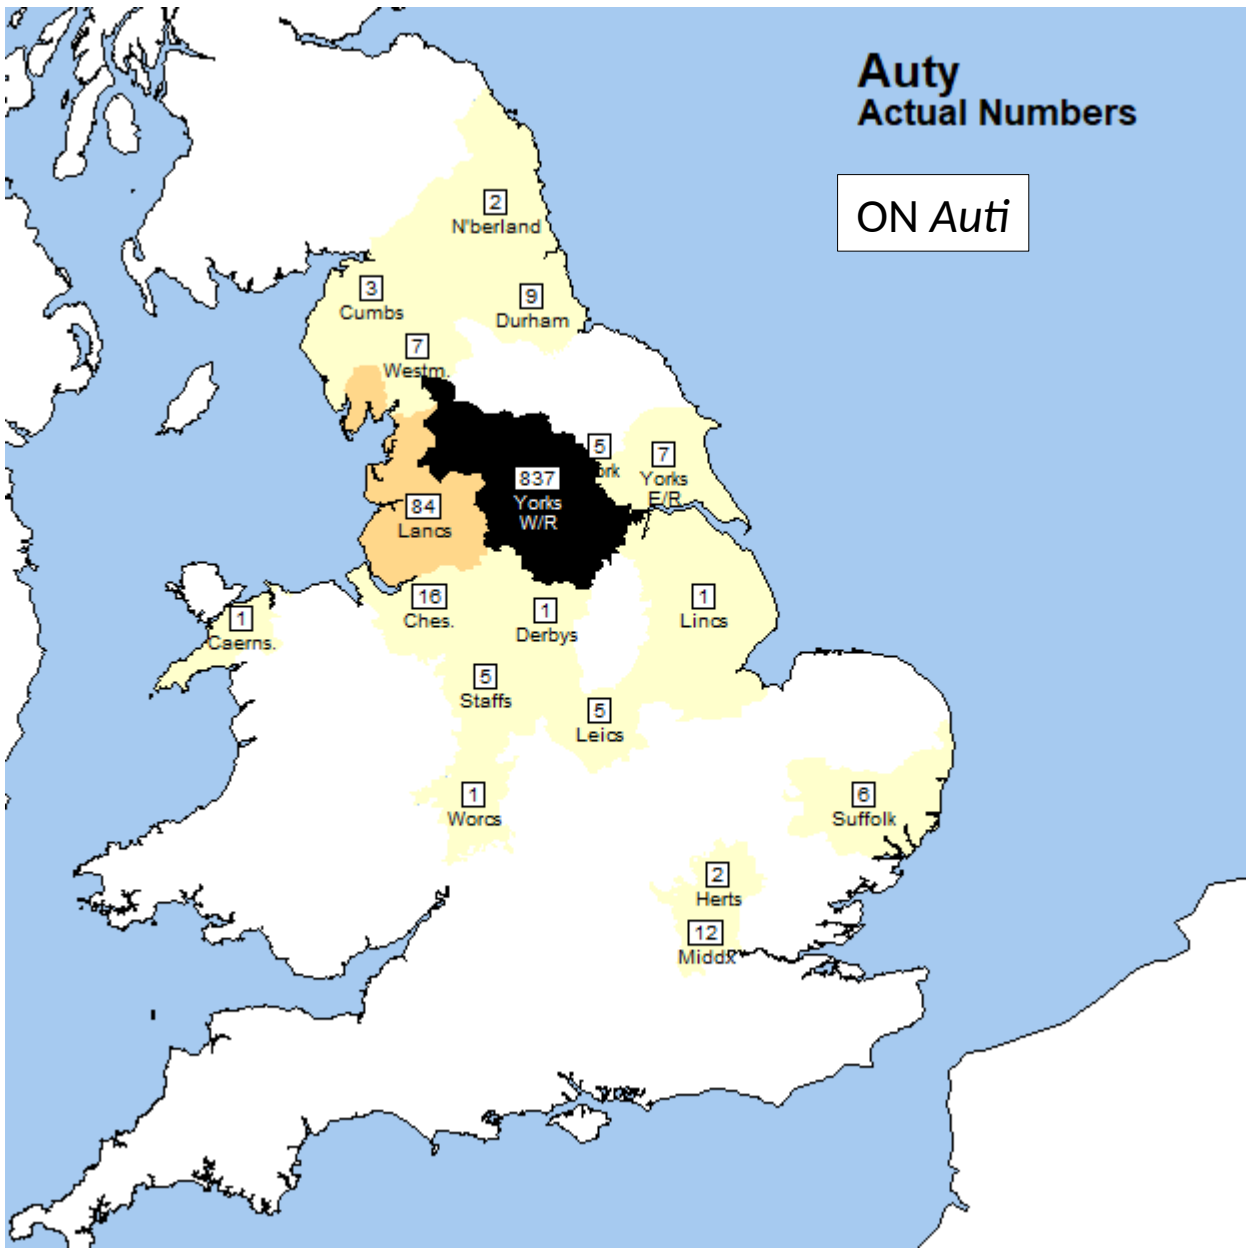 Auty
Actual Numbers
ON Auti
2
N'berland
3
Cumbs
9
Durham
7
Westm.
5
ork
7
Yorks
E/R
837
Yorks
W/R
84
Lancs
16
Ches.
1
Derbys
1
Lincs
1
Caerns.
5
Staffs
5
Leics
1
Worcs
6
Suffolk
2
Herts
12
Middx